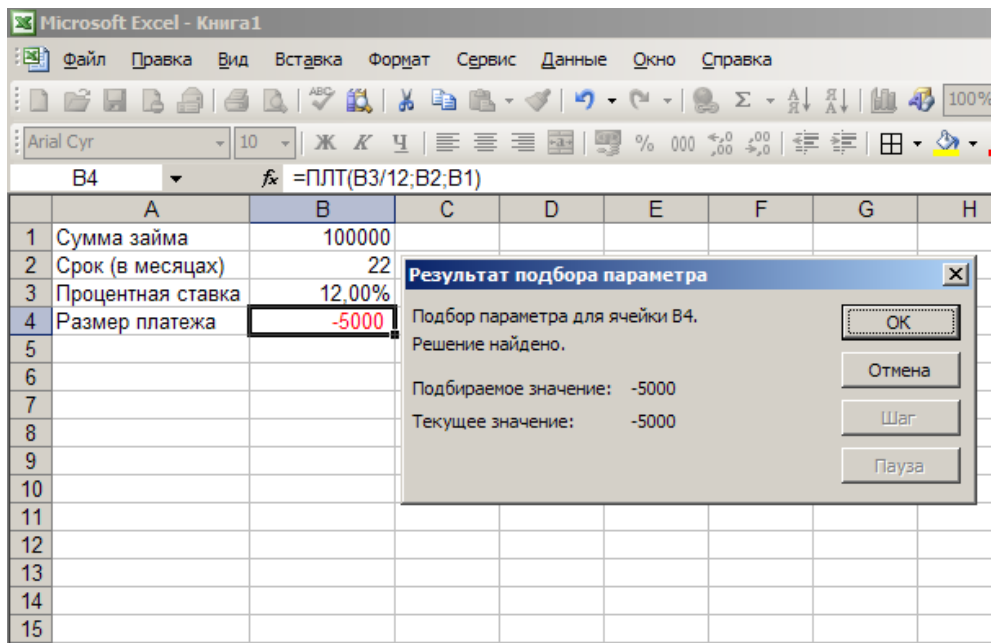 Microsoft Excel - Книга1
Файл Правка Вид Вставка Формат Сервис Данные Окно Справка
100%
Arial Cyr 10 Ж К Ч % 000
B4 fx =ПЛТ(B3/12;B2;B1)
A B C D E F G H
1 Сумма займа 100000
2 Срок (в месяцах) 22
3 Процентная ставка 12,00%
4 Размер платежа -5000
5
6
7
8
9
10
11
12
13
14
15
Результат подбора параметра
Подбор параметра для ячейки B4.
Решение найдено.
Подбираемое значение: -5000
Текущее значение: -5000
ОК
Отмена
Шаг
Пауза